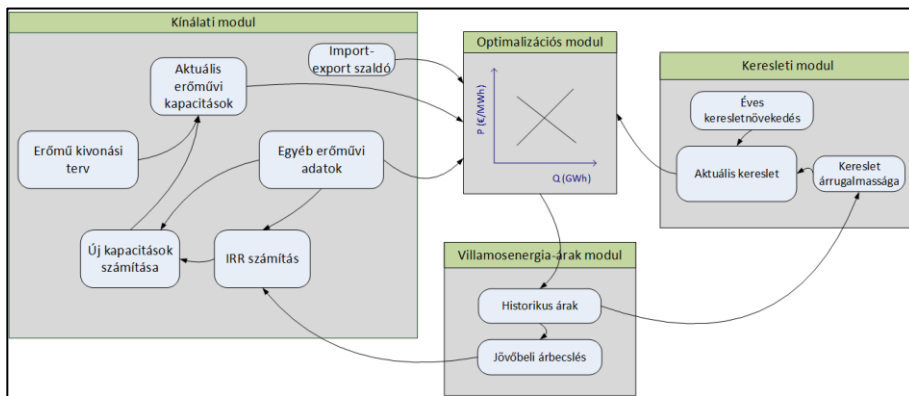 Kínálati modul
Import-
export szaldó
Aktuális
erőművi
kapacitások
Erőmű kivonási
terv
Egyéb erőművi
adatok
Új kapacitások
számítása
IRR számítás
Optimalizációs modul
P (€/MWh)
Q (GWh)
Keresleti modul
Éves
keresletnövekedés
Aktuális kereslet
Kereslet
árrugalmassága
Villamosenergia-árak modul
Historikus árak
Jövőbeli árbecslés